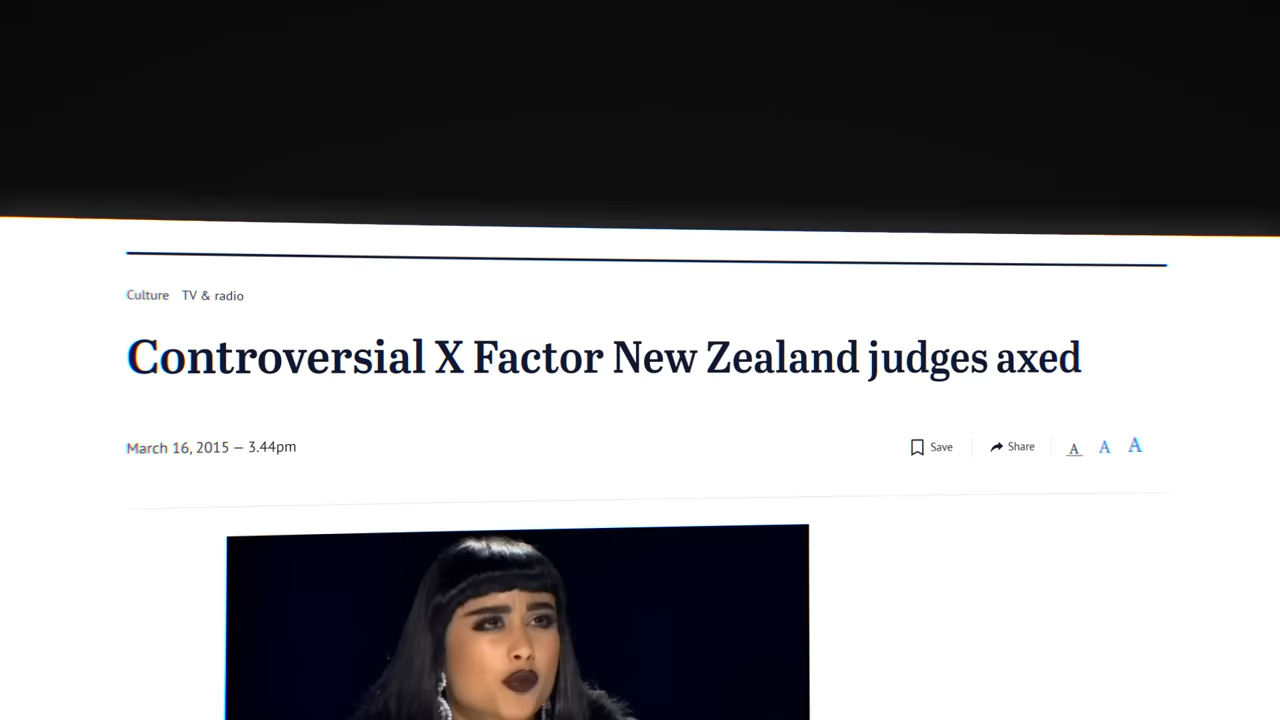 Culture TV & radio
Controversial X Factor New Zealand judges axed
March 16, 2015 — 3.44pm
Save Share A A A